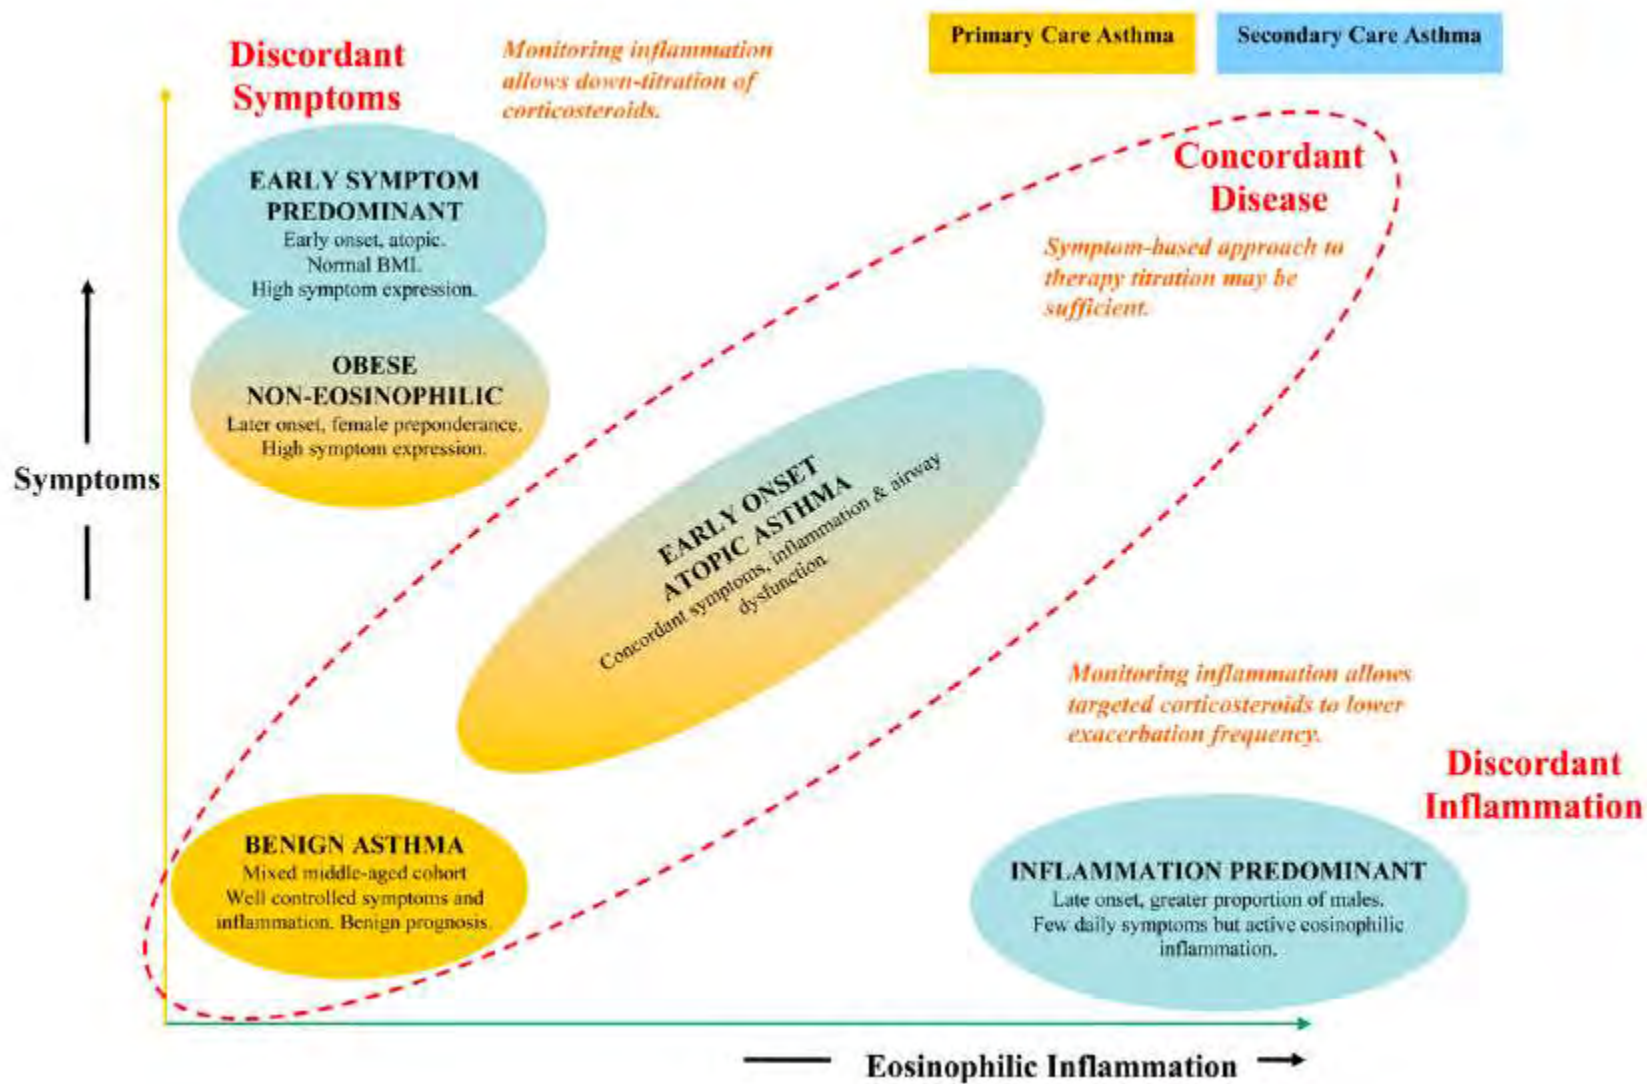 Discordant
Symptoms
Monitoring inflammation
allows down-titration of
corticosteroids.
Primary Care Asthma
Secondary Care Asthma
EARLY SYMPTOM
PREDOMINANT
Early onset, atopic.
Normal BMI.
High symptom expression.
Concordant
Disease
Symptom-based approach to
therapy titration may be
sufficient.
OBESE
NON-EOSINOPHILIC
Later onset, female preponderance.
High symptom expression.
Symptoms
EARLY ONSET
ATOPIC ASTHMA
Concordant symptoms, inflammation & airway
dysfunction.
Monitoring inflammation allows
targeted corticosteroids to lower
exacerbation frequency.
Discordant
Inflammation
BENIGN ASTHMA
Mixed middle-aged cohort
Well controlled symptoms and
inflammation. Benign prognosis.
INFLAMMATION PREDOMINANT
Late onset, greater proportion of males.
Few daily symptoms but active eosinophilic
inflammation.
Eosinophilic Inflammation